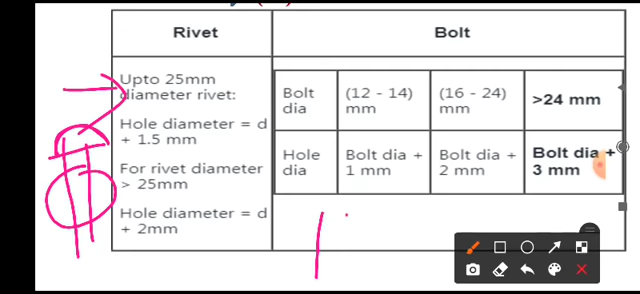 Rivet
Bolt
Upto 25mm
diameter rivet:
Hole diameter = d
+ 1.5 mm
For rivet diameter
> 25mm
Hole diameter = d
+ 2mm
Bolt
dia
(12 - 14)
mm
(16 - 24)
mm
>24 mm
Hole
dia
Bolt dia +
1 mm
Bolt dia +
2 mm
Bolt dia +
3 mm